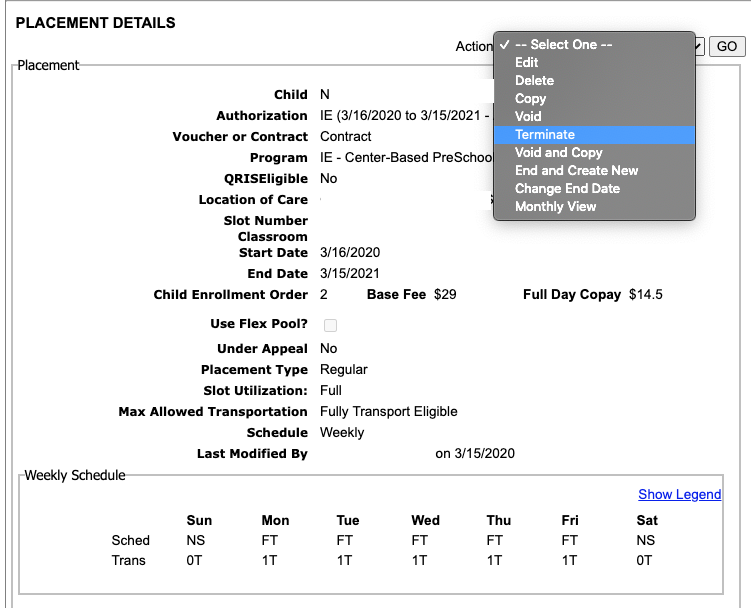 PLACEMENT DETAILS
Action ✓ -- Select One -- GO
Edit
Delete
Copy
Void
Terminate
Void and Copy
End and Create New
Change End Date
Monthly View
Placement
Child N
Authorization IE (3/16/2020 to 3/15/2021 -
Voucher or Contract Contract
Program IE - Center-Based PreSchool
QRISEligible No
Location of Care
Slot Number
Classroom
Start Date 3/16/2020
End Date 3/15/2021
Child Enrollment Order 2 Base Fee $29 Full Day Copay $14.5
Use Flex Pool?
Under Appeal No
Placement Type Regular
Slot Utilization: Full
Max Allowed Transportation Fully Transport Eligible
Schedule Weekly
Last Modified By on 3/15/2020
Weekly Schedule
Show Legend
Sun Mon Tue Wed Thu Fri Sat
Sched NS FT FT FT FT FT NS
Trans 0T 1T 1T 1T 1T 1T 0T